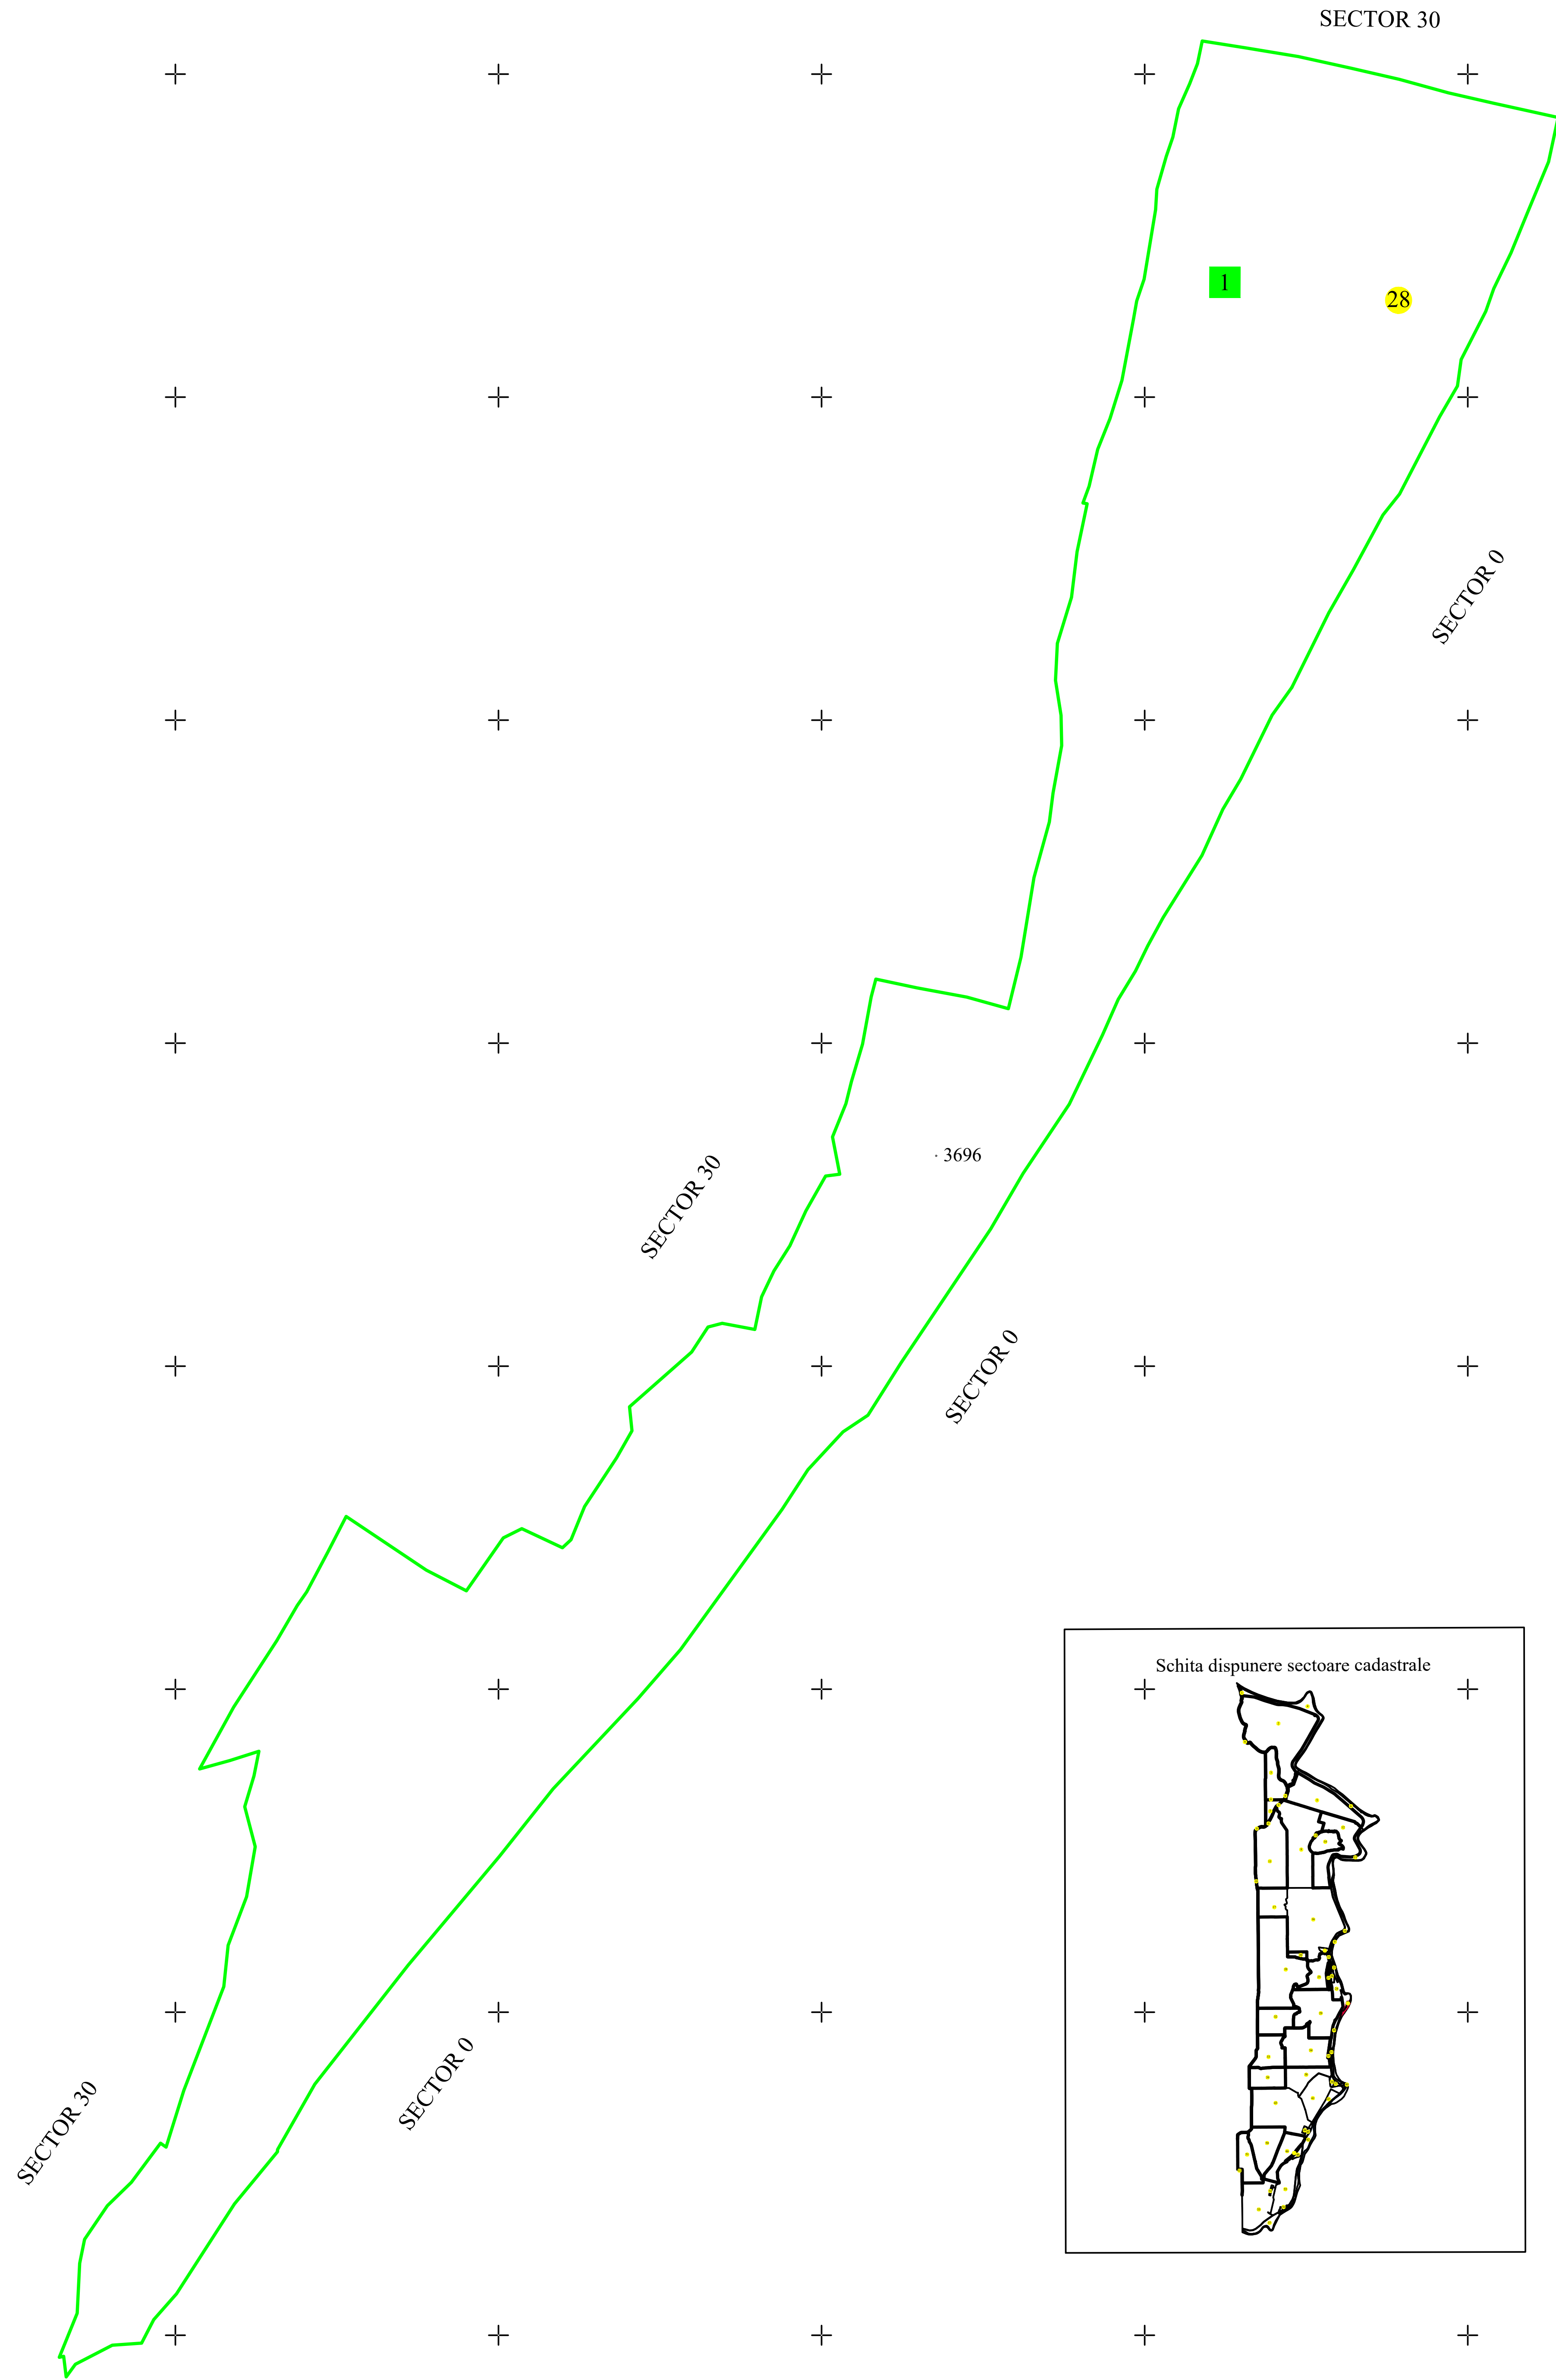 SECTOR 30
1
28
SECTOR 0
3696
SECTOR 30
SECTOR 0
Schita dispunere sectoare cadastrale
SECTOR 0
SECTOR 30